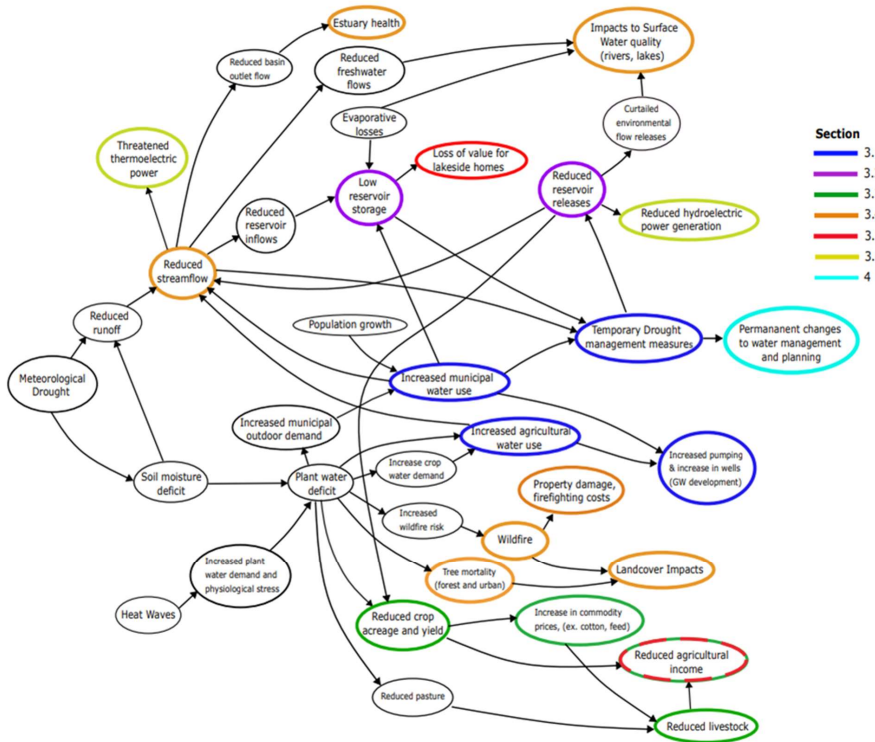 Estuary health
Reduced basin
outlet flow
Reduced
freshwater
flows
Impacts to Surface
Water quality
(rivers, lakes)
Evaporative
losses
Curtailed
environmental
flow releases
Threatened
thermoelectric
power
Loss of value for
lakeside homes
Low
reservoir
storage
Reduced
reservoir
releases
Reduced
reservoir
inflows
Reduced hydroelectric
power generation
Section
3.
3.
3.
3.
3.
3.
4
Reduced
streamflow
Reduced
runoff
Population growth
Temporary Drought
management measures
Permananent changes
to water management
and planning
Meteorological
Drought
Increased municipal
water use
Increased municipal
outdoor demand
Increased agricultural
water use
Increased pumping
& increase in wells
(GW development)
Soil moisture
deficit
Plant water
deficit
Increase crop
water demand
Property damage,
firefighting costs
Increased
wildfire risk
Wildfire
Increased plant
water demand and
physiological stress
Tree mortality
(forest and urban)
Landcover Impacts
Heat Waves
Reduced crop
acreage and yield
Increase in commodity
prices, (ex. cotton, feed)
Reduced agricultural
income
Reduced pasture
Reduced livestock